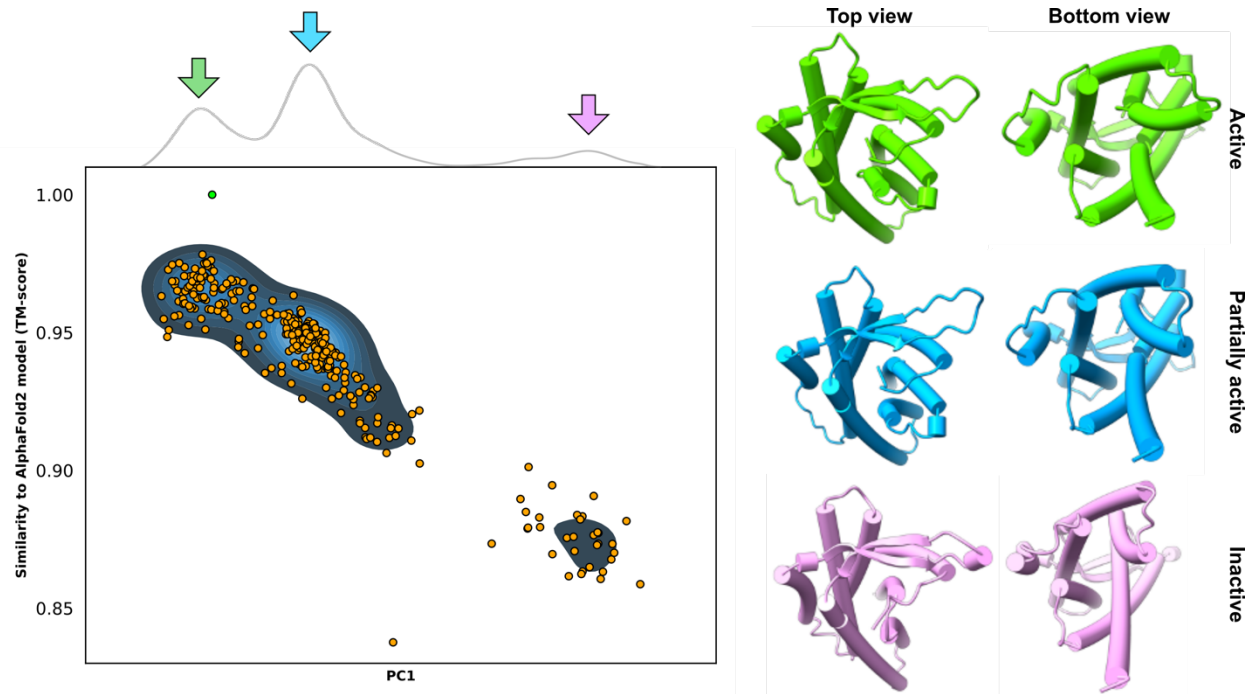 Top view
Bottom view
Active
Partially active
Inactive
Similarity to AlphaFold2 model (TM-score)
1.00
0.95
0.90
0.85
PC1